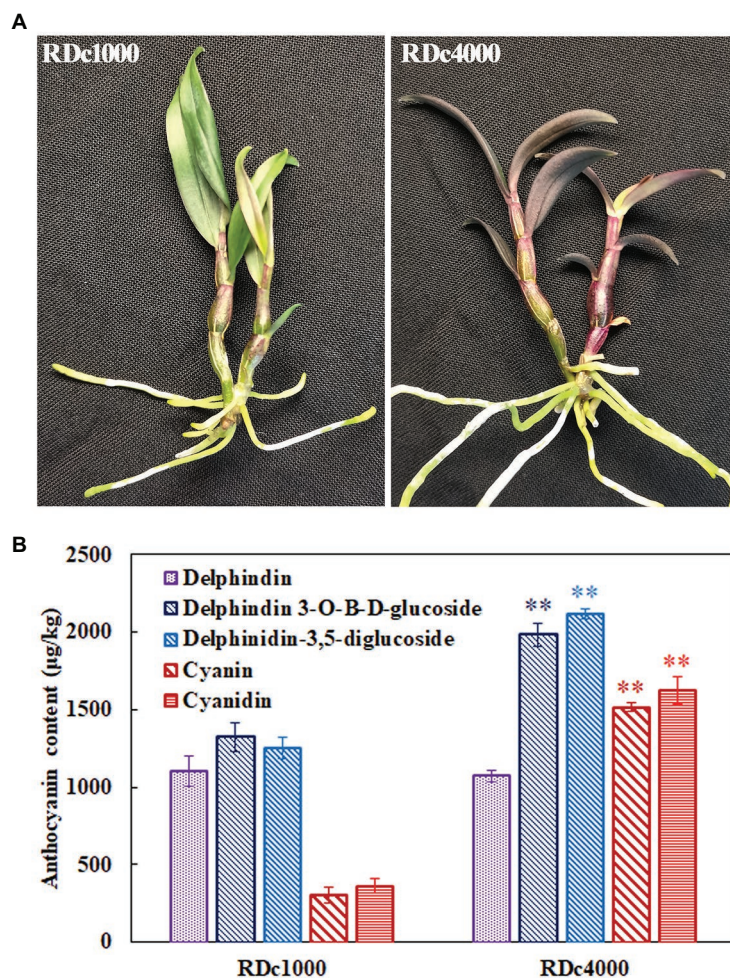 A
RDc1000
RDc4000
B
Anthocyanin content (µg/kg)
2500
2000
1500
1000
500
0
Delphindin
Delphindin 3-O-B-D-glucoside
Delphinidin-3,5-diglucoside
Cyanin
Cyanidin
** ** ** **
RDc1000 RDc4000